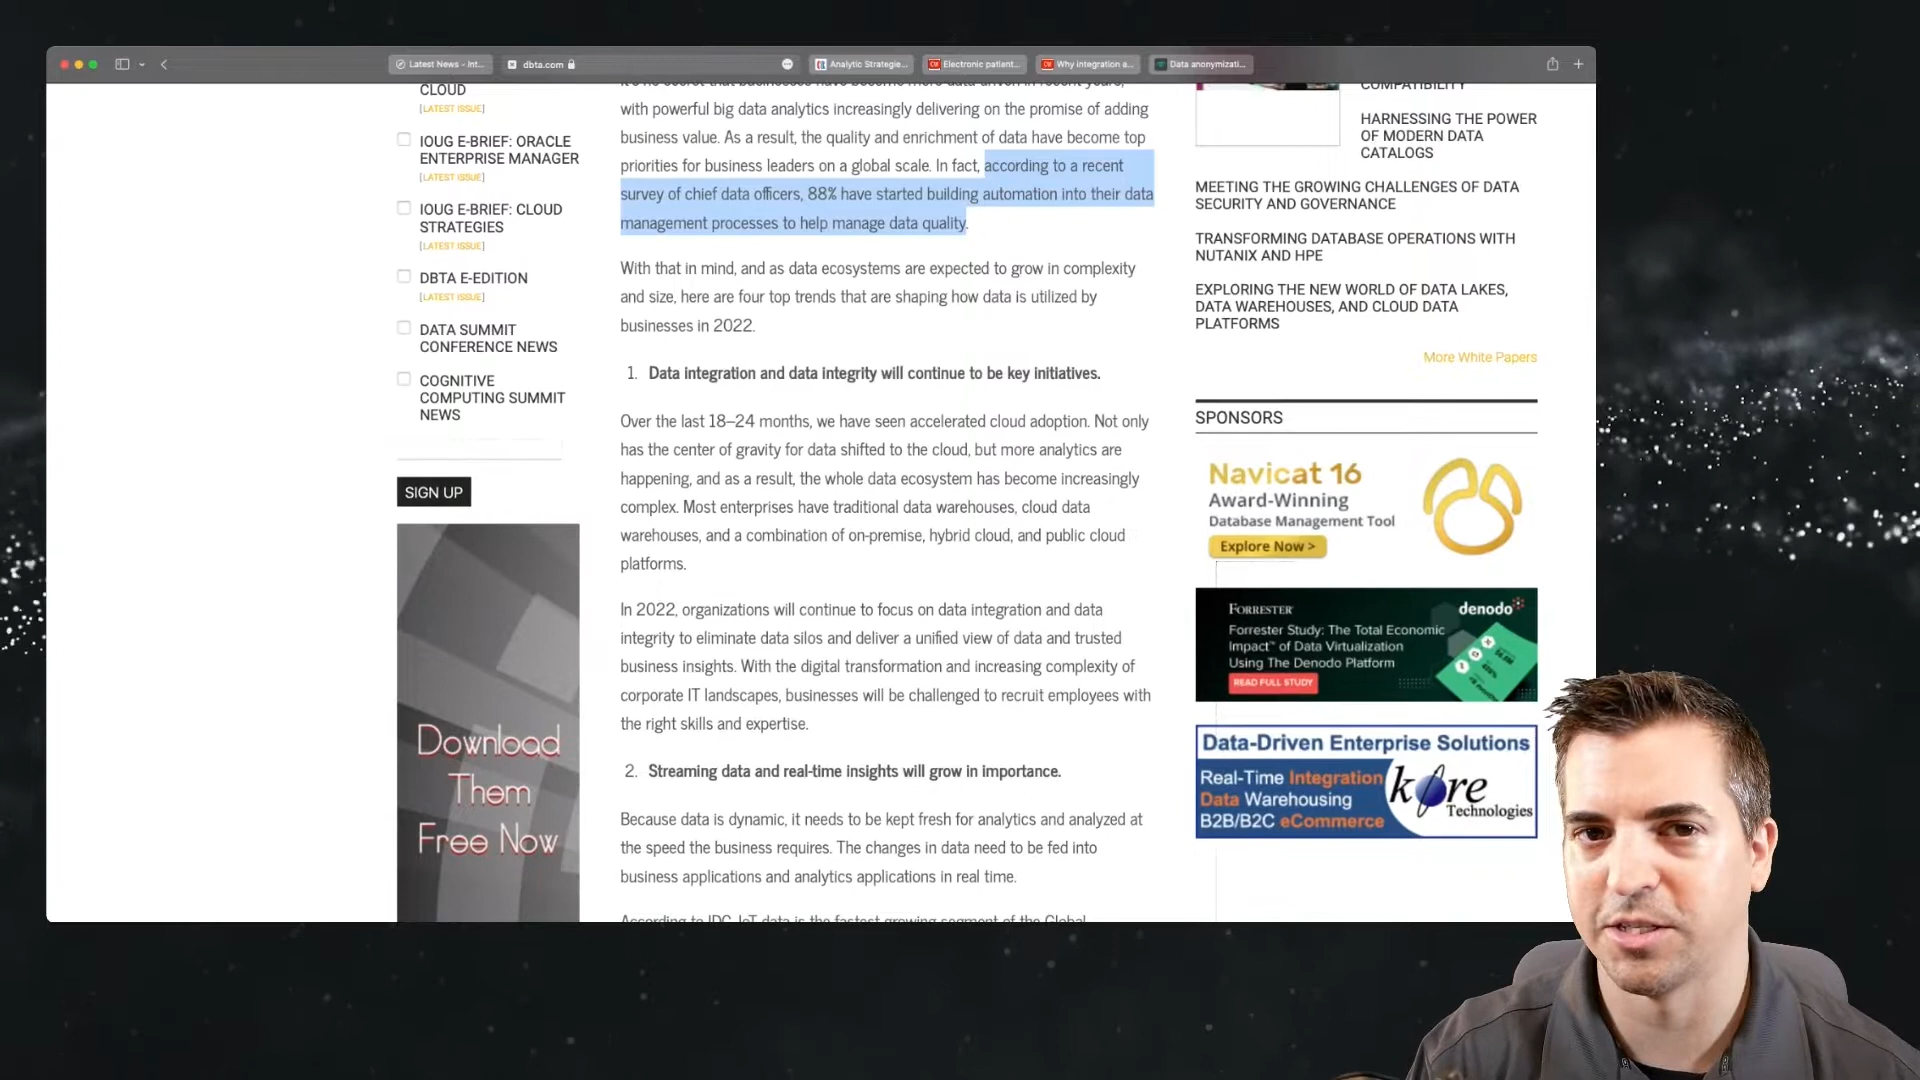 Latest News - Int...
dbta.com
Analytic Strategie...
Electronic patient...
Why integration a...
Data anonymizati...
CLOUD
[LATEST ISSUE]
IOUG E-BRIEF: ORACLE
ENTERPRISE MANAGER
[LATEST ISSUE]
IOUG E-BRIEF: CLOUD
STRATEGIES
[LATEST ISSUE]
DBTA E-EDITION
[LATEST ISSUE]
DATA SUMMIT
CONFERENCE NEWS
COGNITIVE
COMPUTING SUMMIT
NEWS
SIGN UP
Download
Them
Free Now
It's no secret that businesses have become more data-driven in recent years,
with powerful big data analytics increasingly delivering on the promise of adding
business value. As a result, the quality and enrichment of data have become top
priorities for business leaders on a global scale. In fact, according to a recent
survey of chief data officers, 88% have started building automation into their data
management processes to help manage data quality.
With that in mind, and as data ecosystems are expected to grow in complexity
and size, here are four top trends that are shaping how data is utilized by
businesses in 2022.
1. Data integration and data integrity will continue to be key initiatives.
Over the last 18–24 months, we have seen accelerated cloud adoption. Not only
has the center of gravity for data shifted to the cloud, but more analytics are
happening, and as a result, the whole data ecosystem has become increasingly
complex. Most enterprises have traditional data warehouses, cloud data
warehouses, and a combination of on-premise, hybrid cloud, and public cloud
platforms.
In 2022, organizations will continue to focus on data integration and data
integrity to eliminate data silos and deliver a unified view of data and trusted
business insights. With the digital transformation and increasing complexity of
corporate IT landscapes, businesses will be challenged to recruit employees with
the right skills and expertise.
2. Streaming data and real-time insights will grow in importance.
Because data is dynamic, it needs to be kept fresh for analytics and analyzed at
the speed the business requires. The changes in data need to be fed into
business applications and analytics applications in real time.
According to IDC, IoT data is the fastest growing segment of the Global
COMPATIBILITY
HARNESSING THE POWER
OF MODERN DATA
CATALOGS
MEETING THE GROWING CHALLENGES OF DATA
SECURITY AND GOVERNANCE
TRANSFORMING DATABASE OPERATIONS WITH
NUTANIX AND HPE
EXPLORING THE NEW WORLD OF DATA LAKES,
DATA WAREHOUSES, AND CLOUD DATA
PLATFORMS
More White Papers
SPONSORS
Navicat 16
Award-Winning
Database Management Tool
Explore Now >
FORRESTER
denodo
Forrester Study: The Total Economic
Impact™ of Data Virtualization
Using The Denodo Platform
READ FULL STUDY
Data-Driven Enterprise Solutions
Real-Time Integration
Data Warehousing
B2B/B2C eCommerce
kore
Technologies